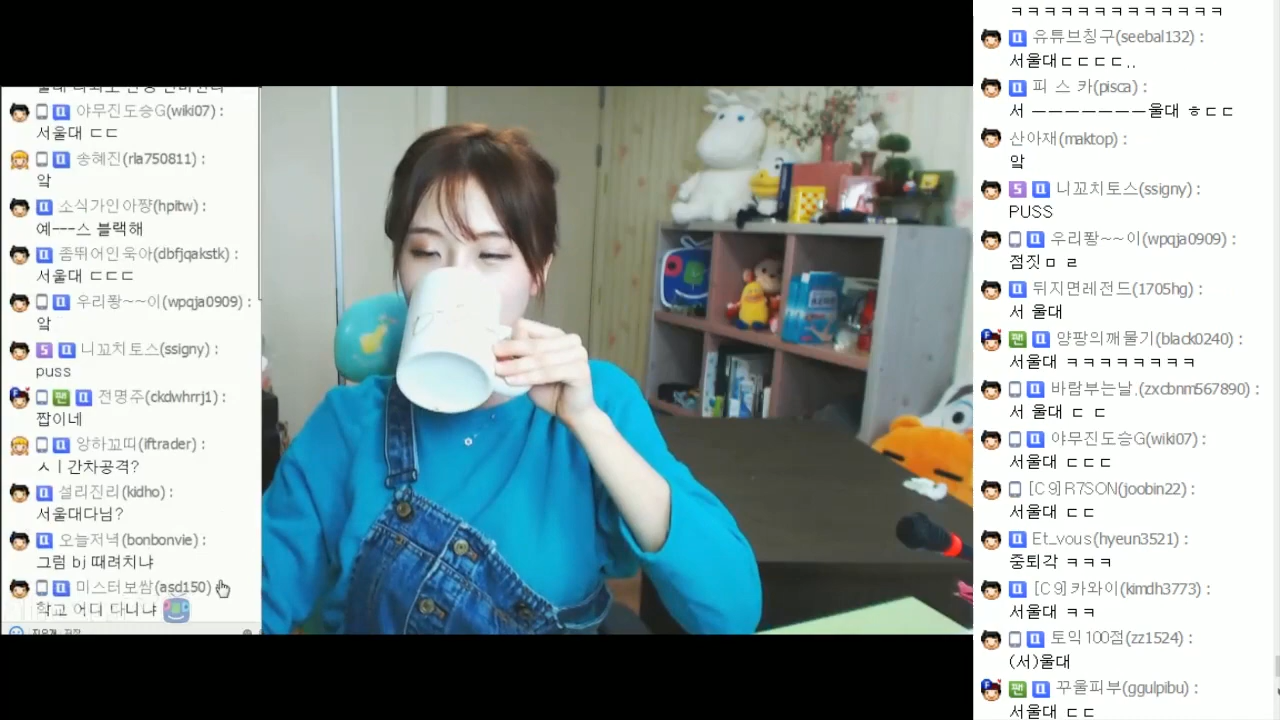 야무진도승G(wiki07) :
서울대 ㄷㄷ
송혜진(rla750811) :
앜
소식가인아쨩(hpitw) :
예---스 블랙해
좀뛰어인욱아(dbfjqakstk) :
서울대 ㄷㄷㄷ
우리퐝~~이(wpqja0909) :
앜
니꼬치토스(ssigny) :
puss
전명주(ckdwhrrj1) :
짭이네
앙하꼬띠(iftrader) :
ㅅㅣ간차공격?
셜리진리(kidho) :
서울대다님?
오늘저녁(bonbonvie) :
그럼 bj 때려치냐
미스터보쌈(asd150)
학교 어디 다니냐
ㅋㅋㅋㅋㅋㅋㅋㅋㅋㅋㅋㅋㅋ
유튜브칭구(seebal132) :
서울대ㄷㄷㄷㄷ..
피 스 카(pisca) :
서 ㅡㅡㅡㅡㅡㅡㅡ울대 ㅎㄷㄷ
산아재(maktop) :
앜
니꼬치토스(ssigny) :
PUSS
우리퐝~~이(wpqja0909) :
점짓ㅁ ㄹ
뒤지면레전드(1705hg) :
서 울대
양팡의깨물기(black0240) :
서울대 ㅋㅋㅋㅋㅋㅋㅋㅋ
바람부는날,(zxcbnm567890) :
서 울대 ㄷ ㄷ
야무진도승G(wiki07) :
서울대 ㄷㄷㄷ
[C9]R7SON(joobin22) :
서울대 ㄷㄷ
Et_vous(hyeun3521) :
중퇴각 ㅋㅋㅋ
[C9]카와이(kimdh3773) :
서울대 ㅋㅋ
토익100점(zz1524) :
(서)울대
꾸울피부(ggulpibu) :
서울대 ㄷㄷ